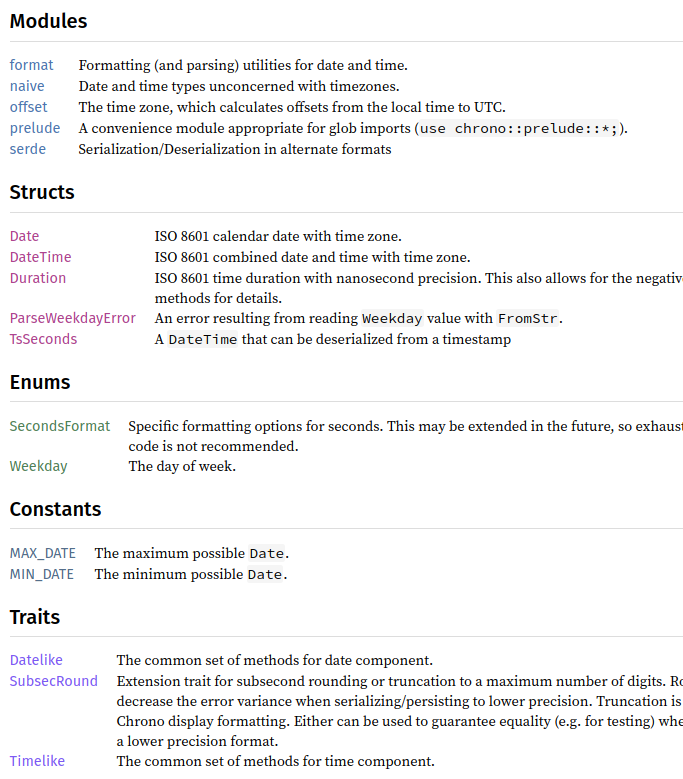 Modules
format Formatting (and parsing) utilities for date and time.
naive Date and time types unconcerned with timezones.
offset The time zone, which calculates offsets from the local time to UTC.
prelude A convenience module appropriate for glob imports (use chrono::prelude::*;).
serde Serialization/Deserialization in alternate formats
Structs
Date ISO 8601 calendar date with time zone.
DateTime ISO 8601 combined date and time with time zone.
Duration ISO 8601 time duration with nanosecond precision. This also allows for the
methods for details.
ParseWeekdayError An error resulting from reading Weekday value with FromStr.
TsSeconds A DateTime that can be deserialized from a timestamp
Enums
SecondsFormat Specific formatting options for seconds. This may be extended in the future, so
code is not recommended.
Weekday The day of week.
Constants
MAX_DATE The maximum possible Date.
MIN_DATE The minimum possible Date.
Traits
Datelike The common set of methods for date component.
SubsecRound Extension trait for subsecond rounding or truncation to a maximum number of digits.
decrease the error variance when serializing/persisting to lower precision. Truncation is
Chrono display formatting. Either can be used to guarantee equality (e.g. for testing)
a lower precision format.
Timelike The common set of methods for time component.